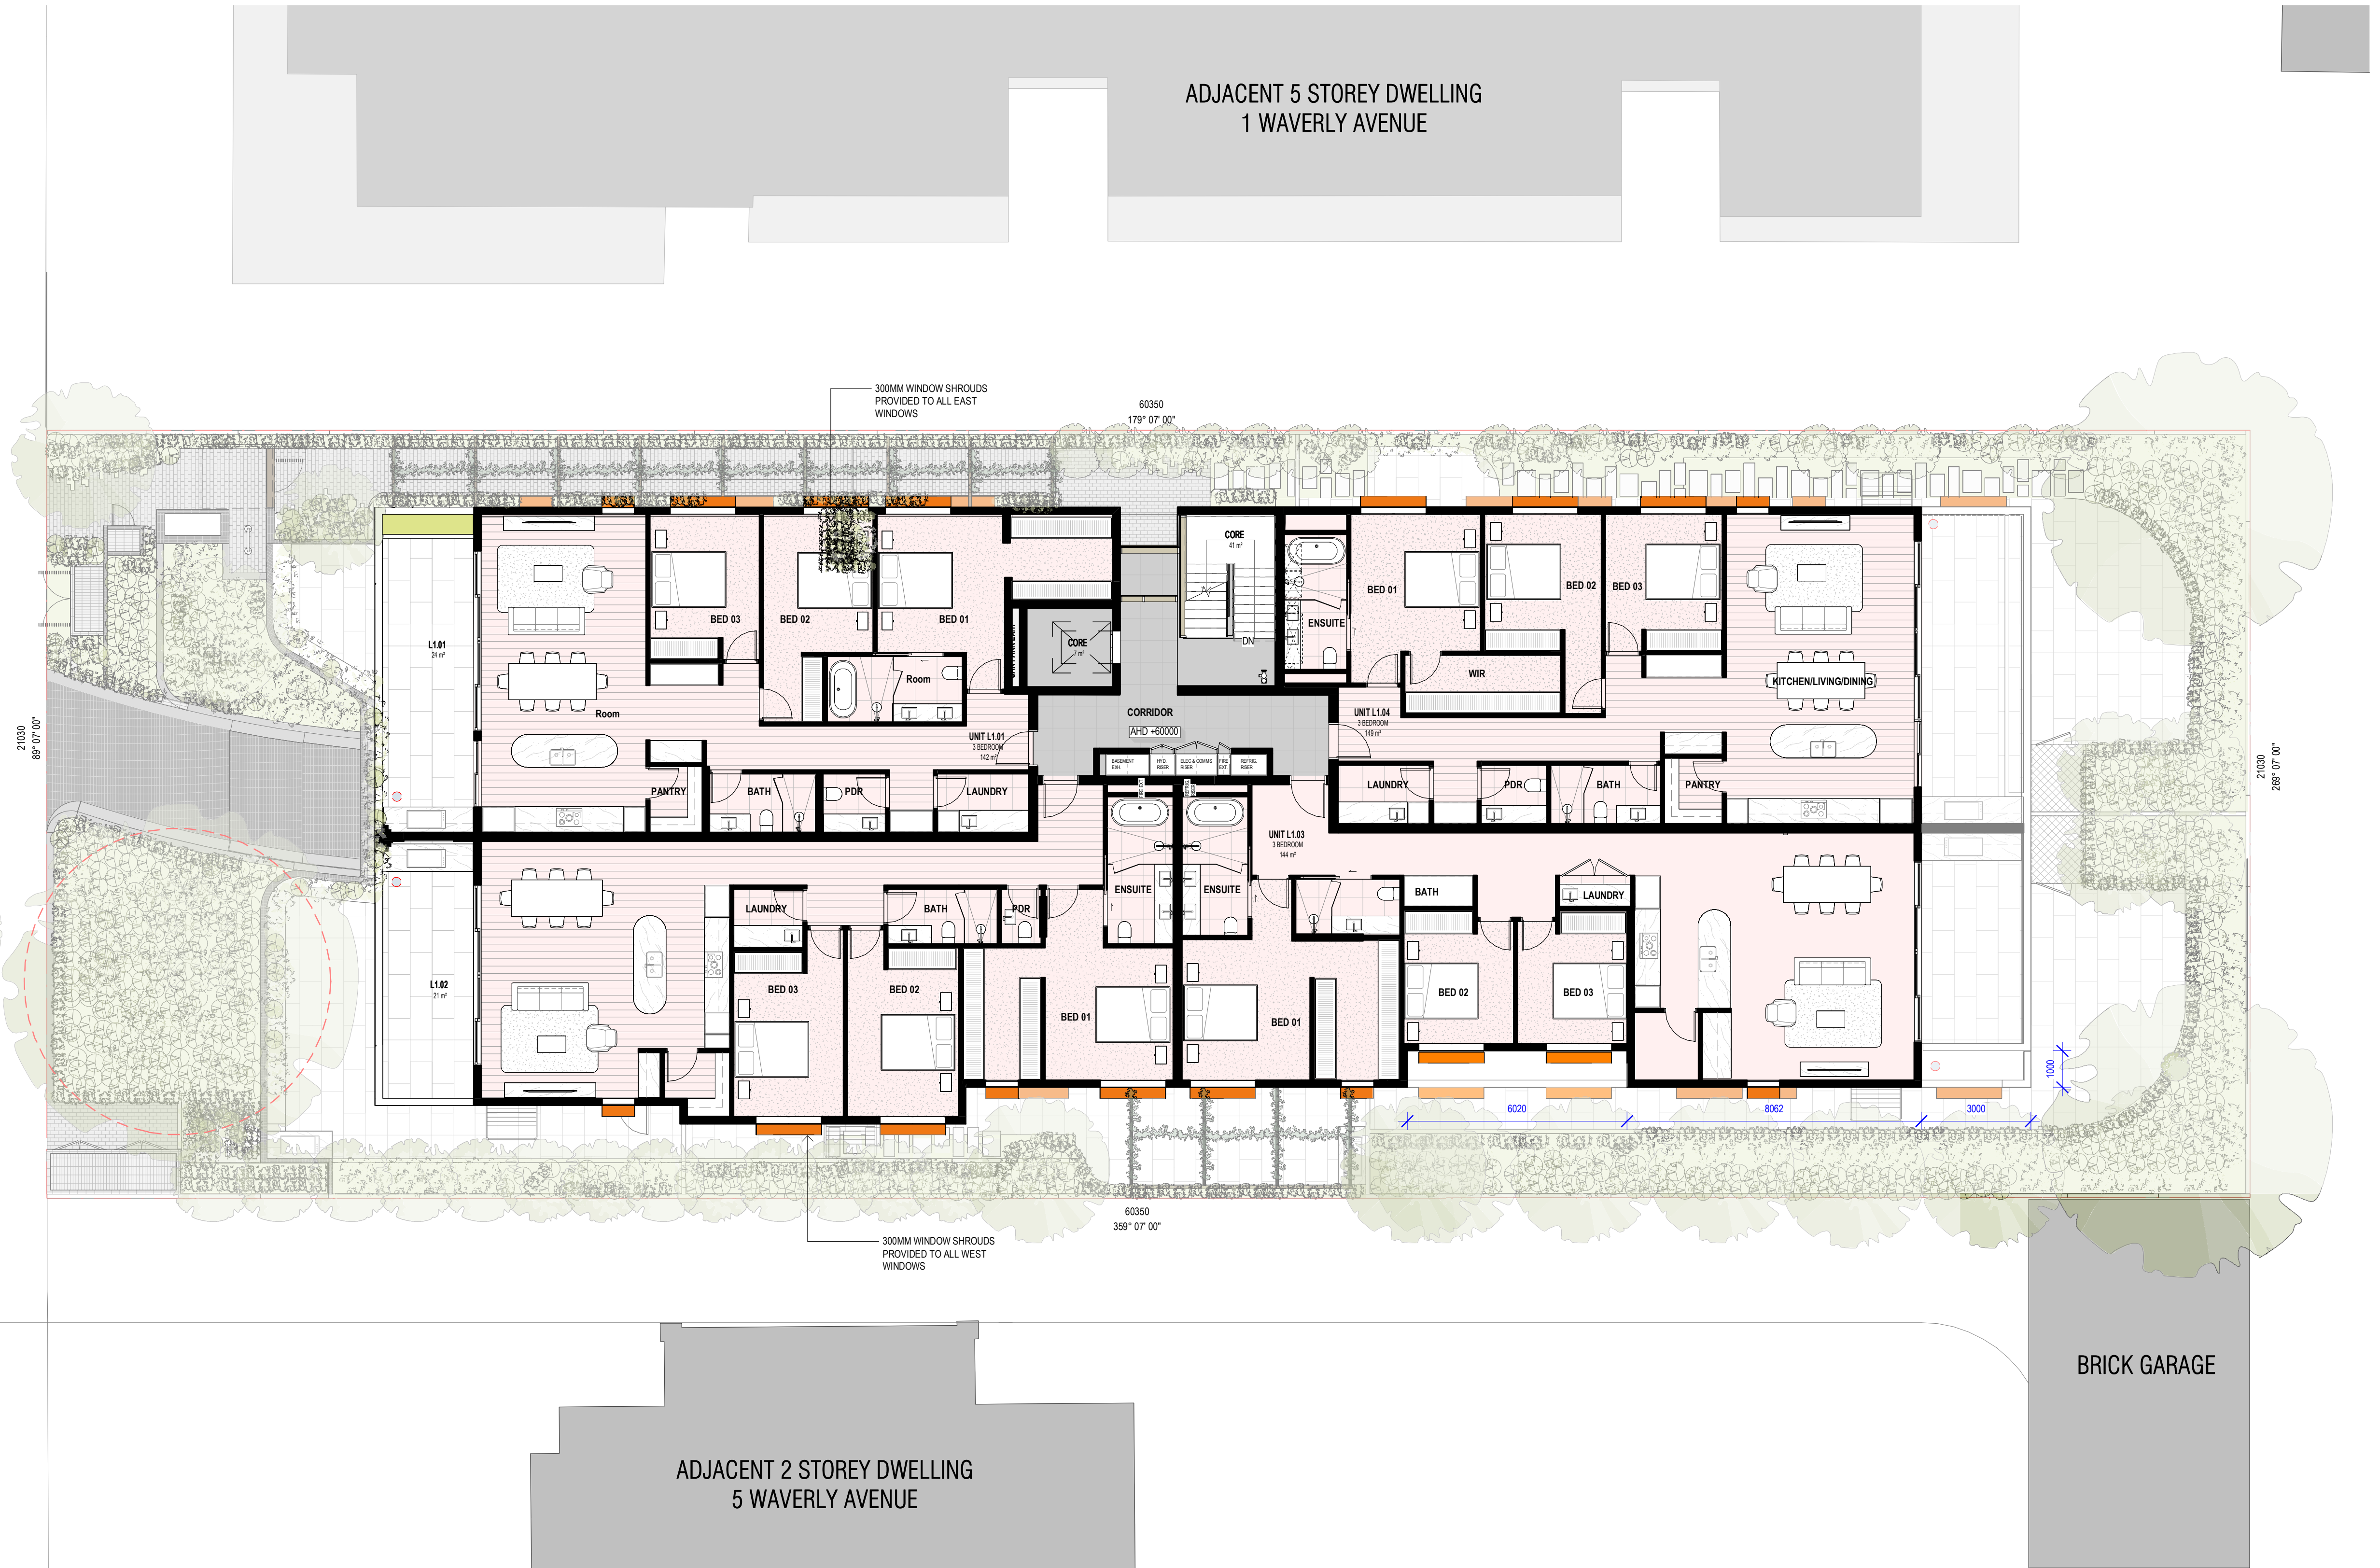 ADJACENT 5 STOREY DWELLING
1 WAVERLY AVENUE
300MM WINDOW SHROUDS
PROVIDED TO ALL EAST
WINDOWS
60350
179° 07' 00"
21030
89° 07' 00"
21030
269° 07' 00"
L1.01
24 m²
BED 03
BED 02
BED 01
Room
Room
CORE
7 m²
CORE
41 m²
DN
ENSUITE
BED 01
BED 02
BED 03
WIR
KITCHEN/LIVING/DINING
CORRIDOR
AHD +60000
UNIT L1.01
3 BEDROOM
142 m²
UNIT L1.04
3 BEDROOM
149 m²
BASEMENT
EXH.
HYD.
RISER
ELEC & COMMS
RISER
FIRE
EXT.
REFRIG.
RISER
PANTRY
BATH
PDR
LAUNDRY
LAUNDRY
PDR
BATH
PANTRY
UNIT L1.03
3 BEDROOM
144 m²
L1.02
21 m²
LAUNDRY
BATH
PDR
ENSUITE
ENSUITE
BATH
LAUNDRY
BED 03
BED 02
BED 01
BED 01
BED 02
BED 03
1000
6020
8062
3000
60350
359° 07' 00"
300MM WINDOW SHROUDS
PROVIDED TO ALL WEST
WINDOWS
BRICK GARAGE
ADJACENT 2 STOREY DWELLING
5 WAVERLY AVENUE